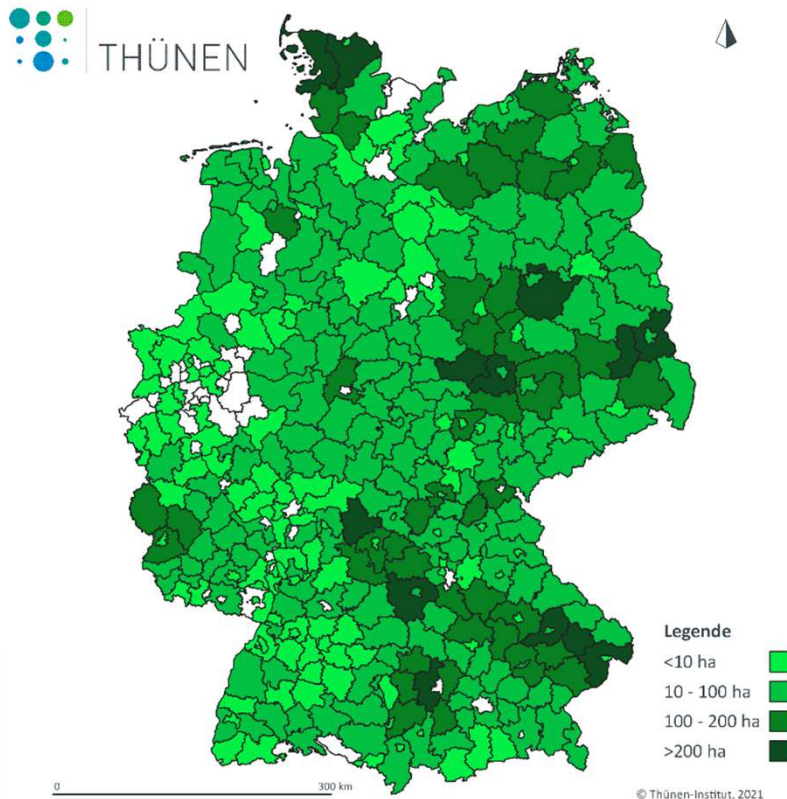 THÜNEN
Legende
<10 ha
10 - 100 ha
100 - 200 ha
>200 ha
0 300 km
© Thünen-Institut, 2021